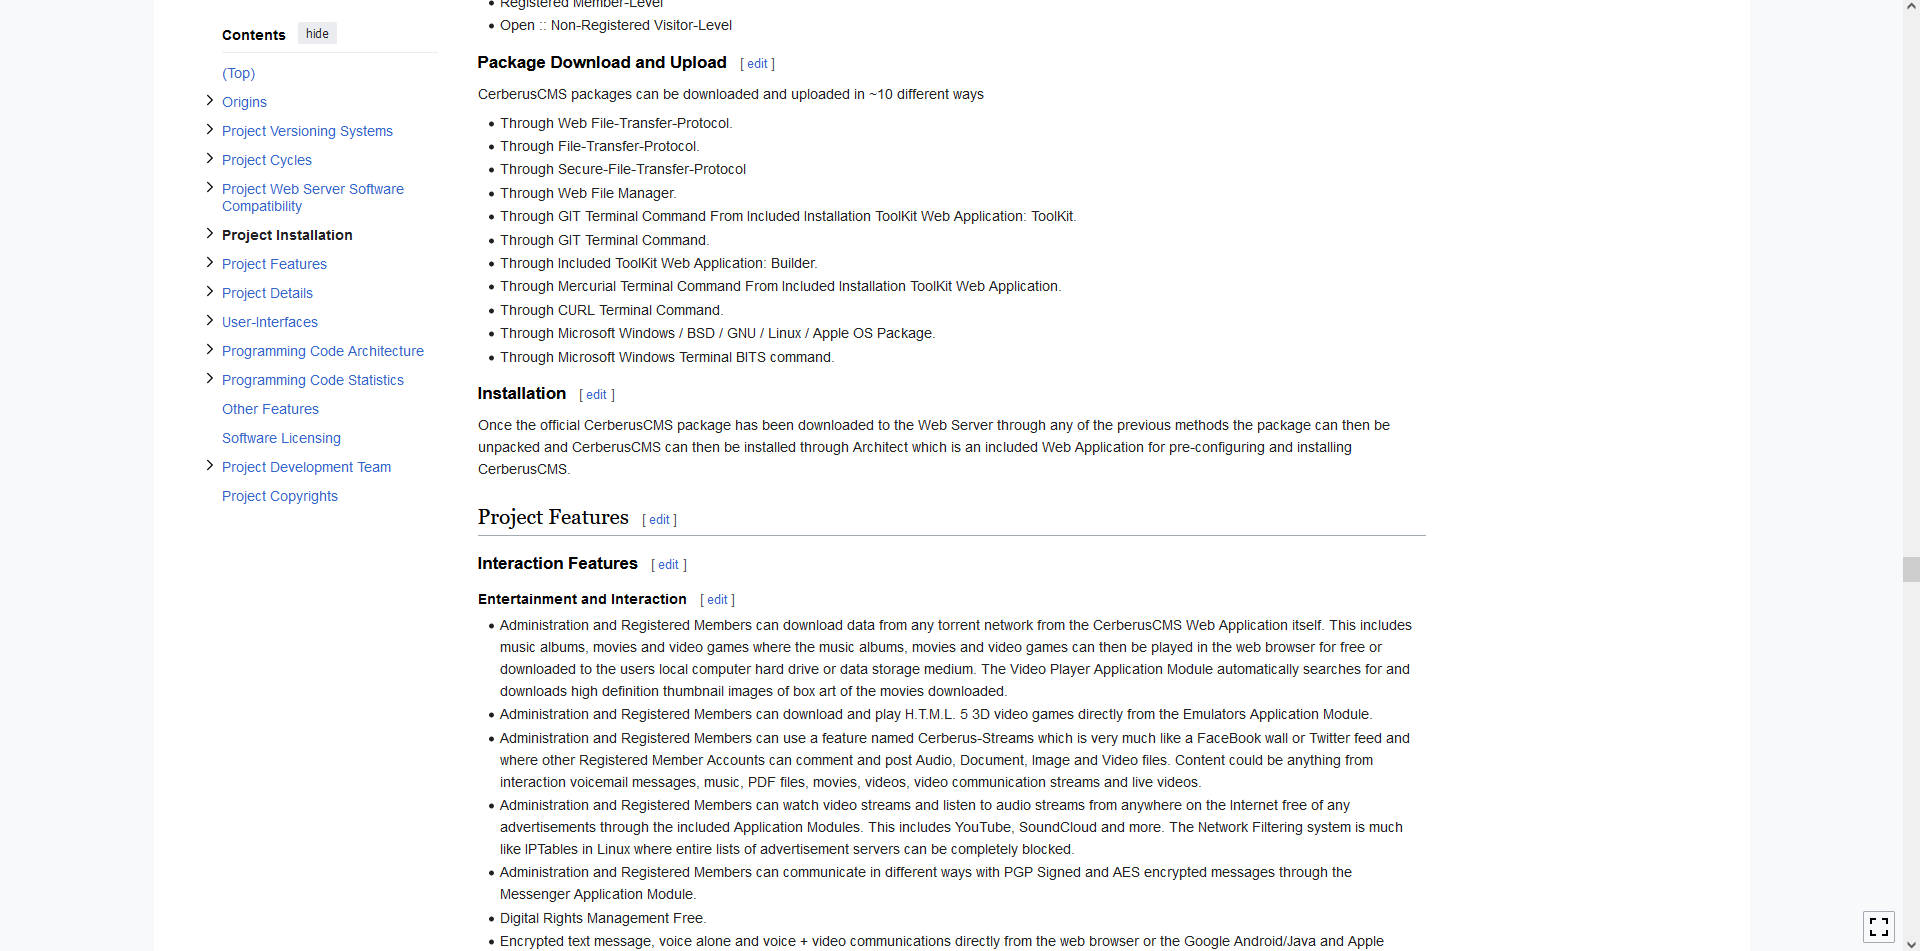 Contents hide
(Top)
Origins
Project Versioning Systems
Project Cycles
Project Web Server Software
Compatibility
Project Installation
Project Features
Project Details
User-Interfaces
Programming Code Architecture
Programming Code Statistics
Other Features
Software Licensing
Project Development Team
Project Copyrights
Registered Member-Level
Open :: Non-Registered Visitor-Level
Package Download and Upload [ edit ]
CerberusCMS packages can be downloaded and uploaded in ~10 different ways
Through Web File-Transfer-Protocol.
Through File-Transfer-Protocol.
Through Secure-File-Transfer-Protocol
Through Web File Manager.
Through GIT Terminal Command From Included Installation ToolKit Web Application: ToolKit.
Through GIT Terminal Command.
Through Included ToolKit Web Application: Builder.
Through Mercurial Terminal Command From Included Installation ToolKit Web Application.
Through CURL Terminal Command.
Through Microsoft Windows / BSD / GNU / Linux / Apple OS Package.
Through Microsoft Windows Terminal BITS command.
Installation [ edit ]
Once the official CerberusCMS package has been downloaded to the Web Server through any of the previous methods the package can then be
unpacked and CerberusCMS can then be installed through Architect which is an included Web Application for pre-configuring and installing
CerberusCMS.
Project Features [ edit ]
Interaction Features [ edit ]
Entertainment and Interaction [ edit ]
Administration and Registered Members can download data from any torrent network from the CerberusCMS Web Application itself. This includes
music albums, movies and video games where the music albums, movies and video games can then be played in the web browser for free or
downloaded to the users local computer hard drive or data storage medium. The Video Player Application Module automatically searches for and
downloads high definition thumbnail images of box art of the movies downloaded.
Administration and Registered Members can download and play H.T.M.L. 5 3D video games directly from the Emulators Application Module.
Administration and Registered Members can use a feature named Cerberus-Streams which is very much like a FaceBook wall or Twitter feed and
where other Registered Member Accounts can comment and post Audio, Document, Image and Video files. Content could be anything from
interaction voicemail messages, music, PDF files, movies, videos, video communication streams and live videos.
Administration and Registered Members can watch video streams and listen to audio streams from anywhere on the Internet free of any
advertisements through the included Application Modules. This includes YouTube, SoundCloud and more. The Network Filtering system is much
like IPTables in Linux where entire lists of advertisement servers can be completely blocked.
Administration and Registered Members can communicate in different ways with PGP Signed and AES encrypted messages through the
Messenger Application Module.
Digital Rights Management Free.
Encrypted text message, voice alone and voice + video communications directly from the web browser or the Google Android/Java and Apple